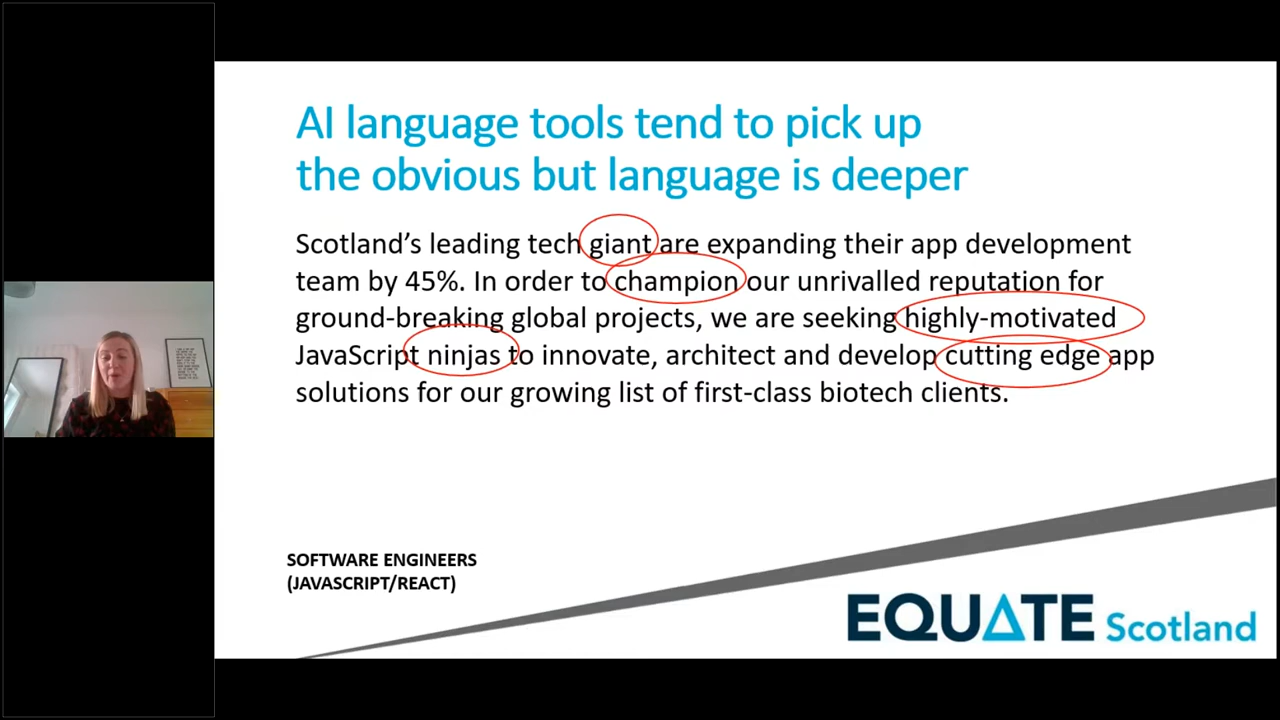 AI language tools tend to pick up
the obvious but language is deeper
Scotland’s leading tech giant are expanding their app development
team by 45%. In order to champion our unrivalled reputation for
ground-breaking global projects, we are seeking highly-motivated
JavaScript ninjas to innovate, architect and develop cutting edge app
solutions for our growing list of first-class biotech clients.
SOFTWARE ENGINEERS
(JAVASCRIPT/REACT)
EQUATE Scotland